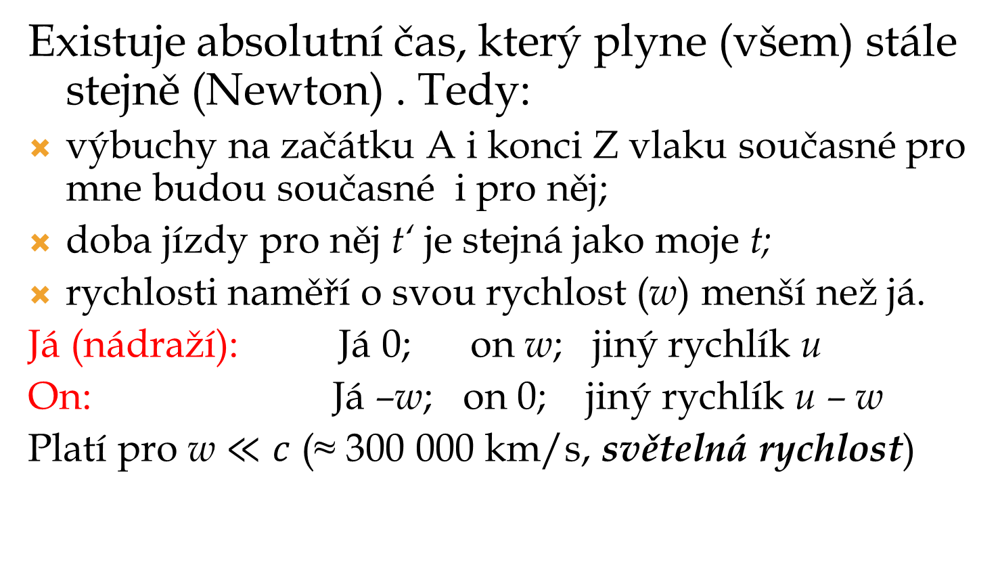 Existuje absolutní čas, který plyne (všem) stále
stejně (Newton) . Tedy:
× výbuchy na začátku A i konci Z vlaku současné pro
mne budou současné i pro něj;
× doba jízdy pro něj t‘ je stejná jako moje t;
× rychlosti naměří o svou rychlost (w) menší než já.
Já (nádraží): Já 0; on w; jiný rychlík u
On: Já –w; on 0; jiný rychlík u – w
Platí pro w ≪ c (≈ 300 000 km/s, světelná rychlost)